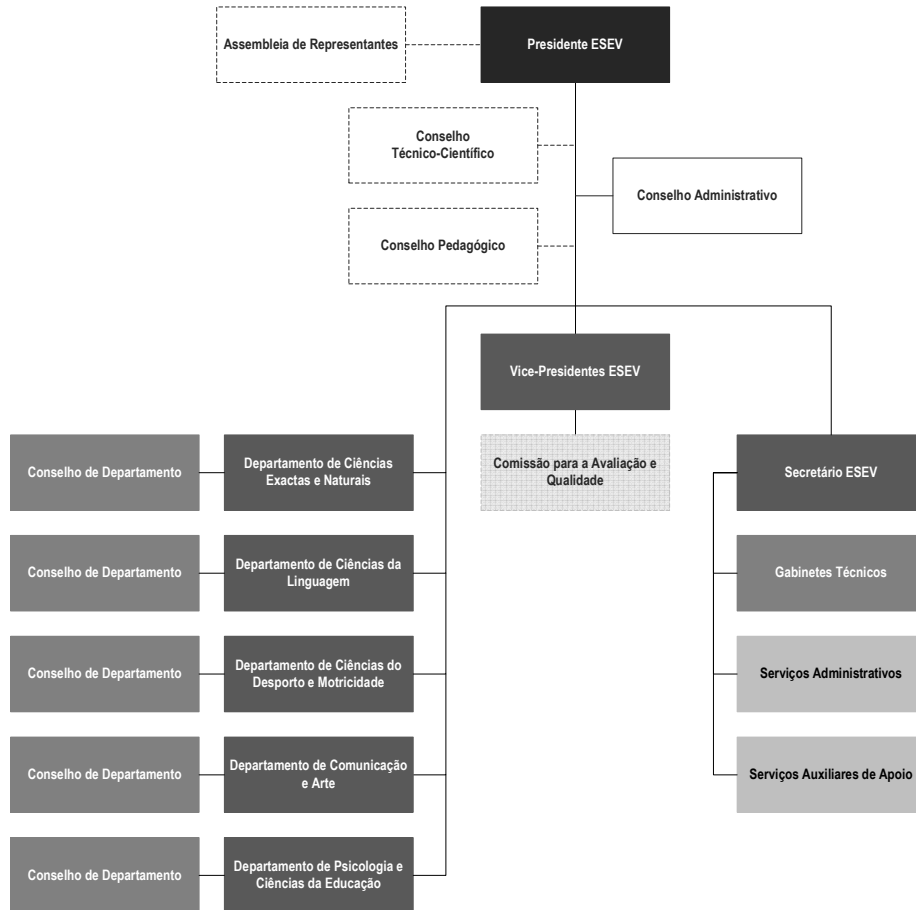 Assembleia de Representantes
Presidente ESEV
Conselho
Técnico-Científico
Conselho Administrativo
Conselho Pedagógico
Vice-Presidentes ESEV
Conselho de Departamento
Departamento de Ciências
Exactas e Naturais
Comissão para a Avaliação e
Qualidade
Secretário ESEV
Conselho de Departamento
Departamento de Ciências da
Linguagem
Gabinetes Técnicos
Conselho de Departamento
Departamento de Ciências do
Desporto e Motricidade
Serviços Administrativos
Conselho de Departamento
Departamento de Comunicação
e Arte
Serviços Auxiliares de Apoio
Conselho de Departamento
Departamento de Psicologia e
Ciências da Educação